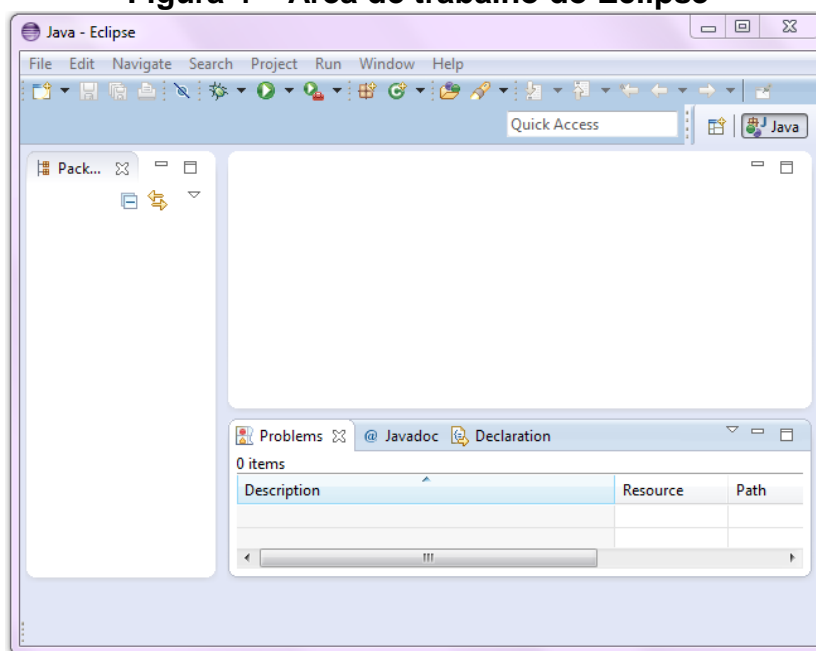 Figura 4 – Área de trabalho do Eclipse
Java - Eclipse
File Edit Navigate Search Project Run Window Help
Quick Access
Java
Pack...
Problems @ Javadoc Declaration
0 items
Description Resource Path